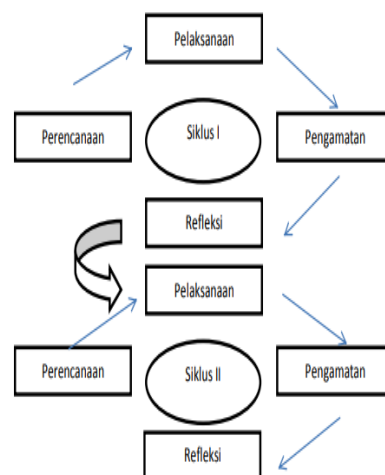 Pelaksanaan
Perencanaan
Siklus I
Pengamatan
Refleksi
Pelaksanaan
Perencanaan
Siklus II
Pengamatan
Refleksi